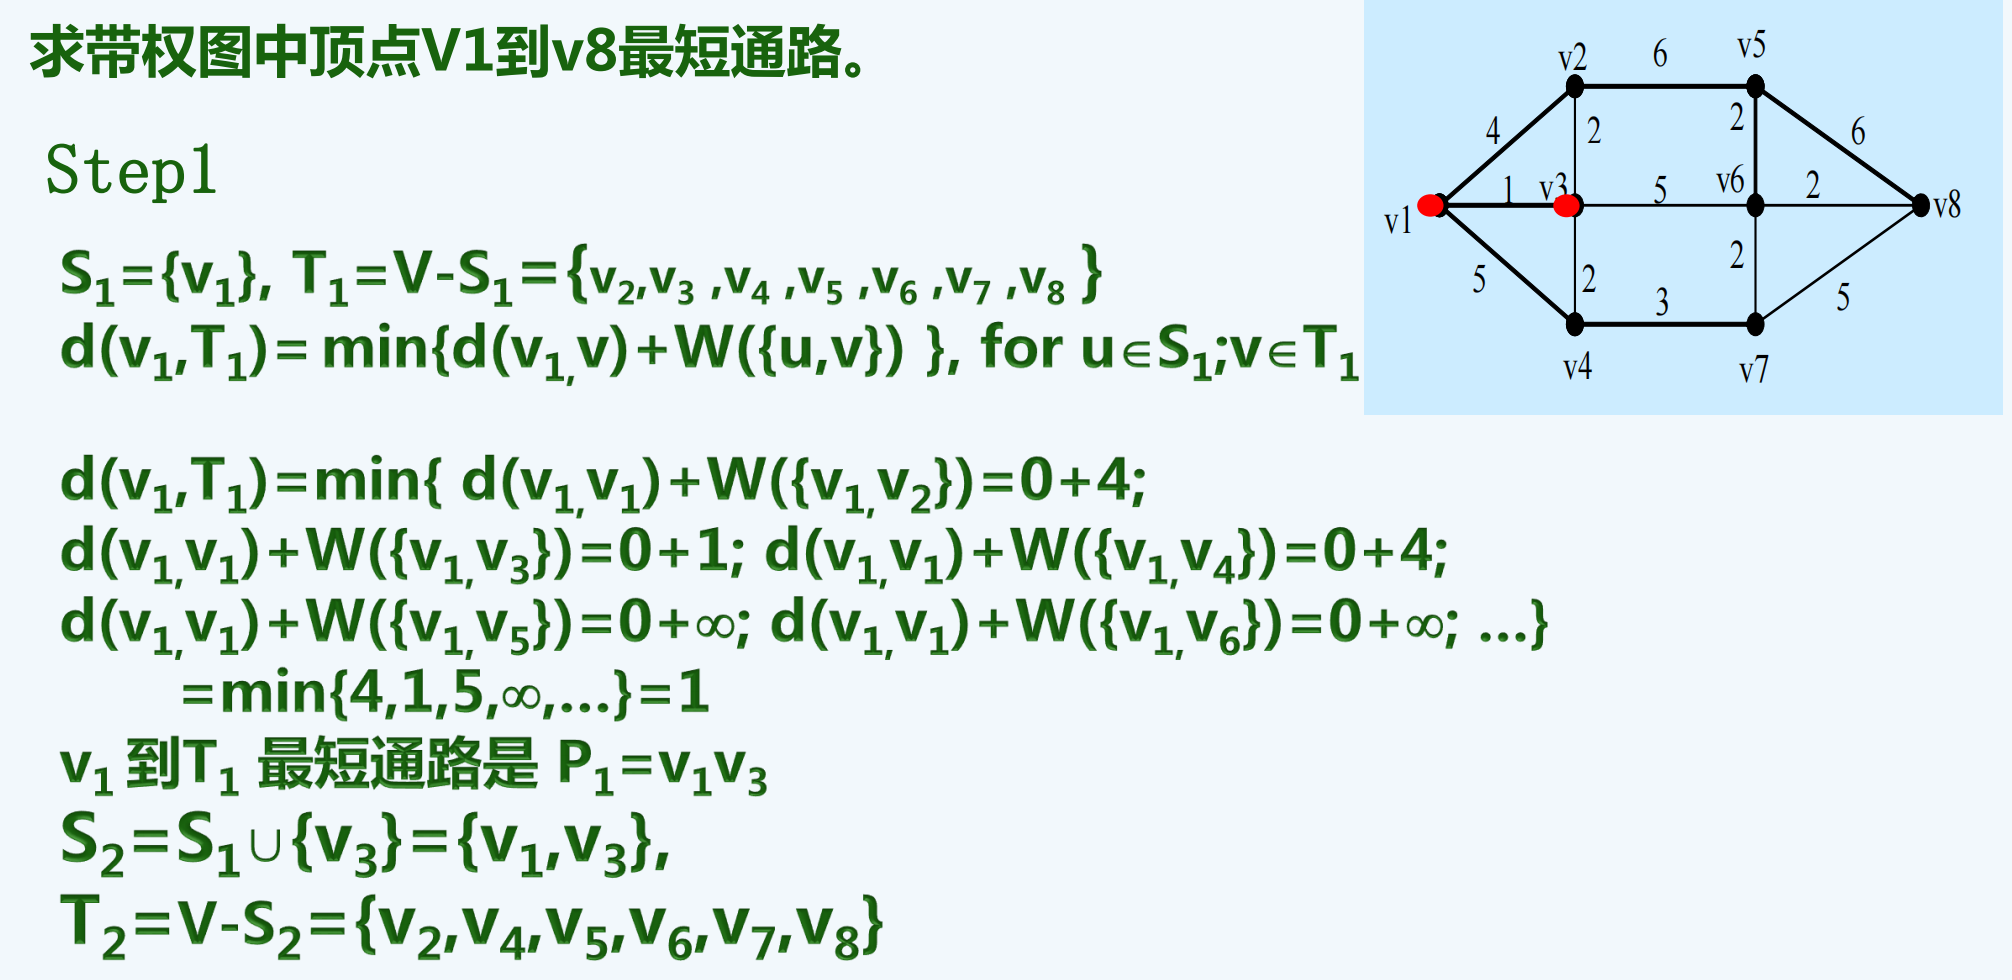 求带权图中顶点V1到v8最短通路。
Step1
S₁={v₁}, T₁=V-S₁={v₂,v₃ ,v₄ ,v₅ ,v₆ ,v₇ ,v₈ }
d(v₁,T₁)= min{d(v₁,v)+W({u,v}) }, for u∈S₁;v∈T₁
d(v₁,T₁)=min{ d(v₁,v₁)+W({v₁,v₂})=0+4;
d(v₁,v₁)+W({v₁,v₃})=0+1; d(v₁,v₁)+W({v₁,v₄})=0+4;
d(v₁,v₁)+W({v₁,v₅})=0+∞; d(v₁,v₁)+W({v₁,v₆})=0+∞; ...}
=min{4,1,5,∞,...}=1
v₁ 到T₁ 最短通路是 P₁=v₁v₃
S₂=S₁∪{v₃}={v₁,v₃},
T₂=V-S₂={v₂,v₄,v₅,v₆,v₇,v₈}
v2
6
v5
4
2
2
6
v1
1
v3
5
v6
2
v8
5
2
2
3
5
v4
v7